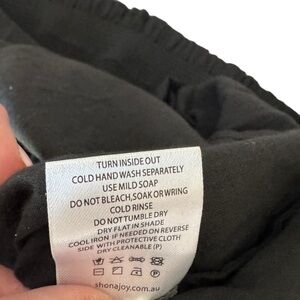 TURN INSIDE OUT
COLD HAND WASH SEPARATELY
USE MILD SOAP
DO NOT BLEACH,SOAK OR WRING
COLD RINSE
DO NOT TUMBLE DRY
DRY FLAT IN SHADE
COOL IRON IF NEEDED ON REVERSE
SIDE WITH PROTECTIVE CLOTH
DRY CLEANABLE (P)
shonajoy.com.au